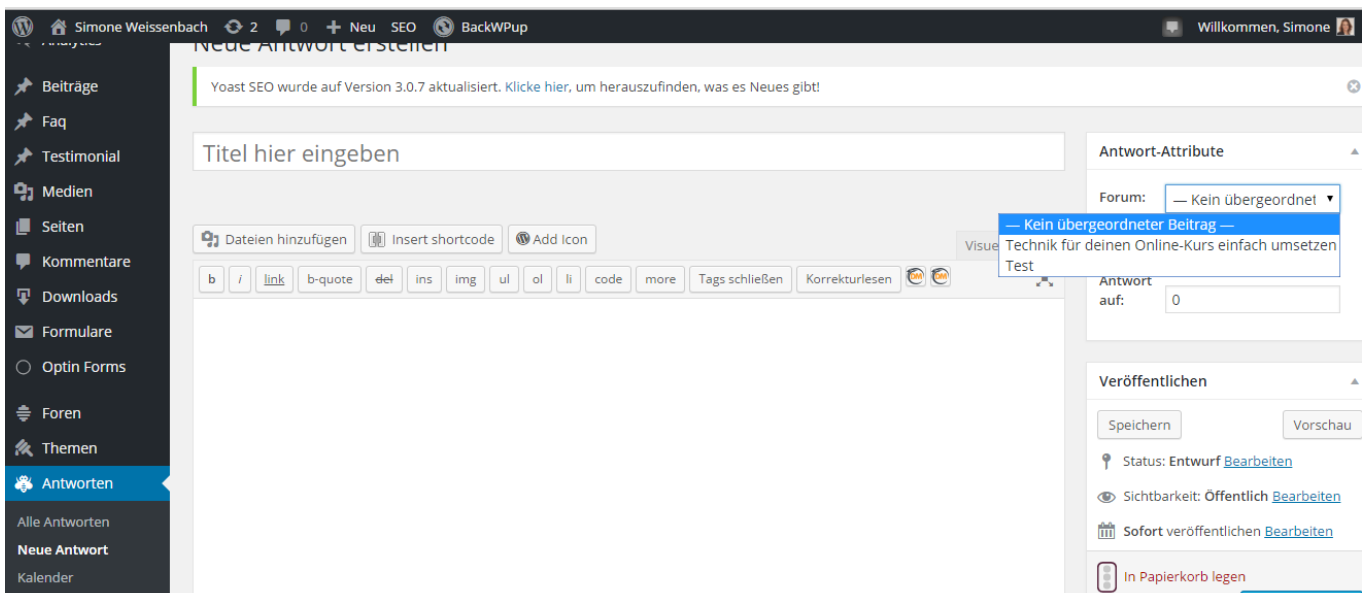 Simone Weissenbach 2 0 Neu SEO BackWPup Willkommen, Simone
Analytics
Beiträge
Faq
Testimonial
Medien
Seiten
Kommentare
Downloads
Formulare
Optin Forms
Foren
Themen
Antworten
Alle Antworten
Neue Antwort
Kalender
Neue Antwort erstellen
Yoast SEO wurde auf Version 3.0.7 aktualisiert. Klicke hier, um herauszufinden, was es Neues gibt!
Titel hier eingeben
Dateien hinzufügen Insert shortcode Add Icon
Visue
b i link b-quote del ins img ul ol li code more Tags schließen Korrekturlesen
Antwort-Attribute
Forum: — Kein übergeordnet
— Kein übergeordneter Beitrag —
Technik für deinen Online-Kurs einfach umsetzen
Test
Antwort
auf: 0
Veröffentlichen
Speichern Vorschau
Status: Entwurf Bearbeiten
Sichtbarkeit: Öffentlich Bearbeiten
Sofort veröffentlichen Bearbeiten
In Papierkorb legen